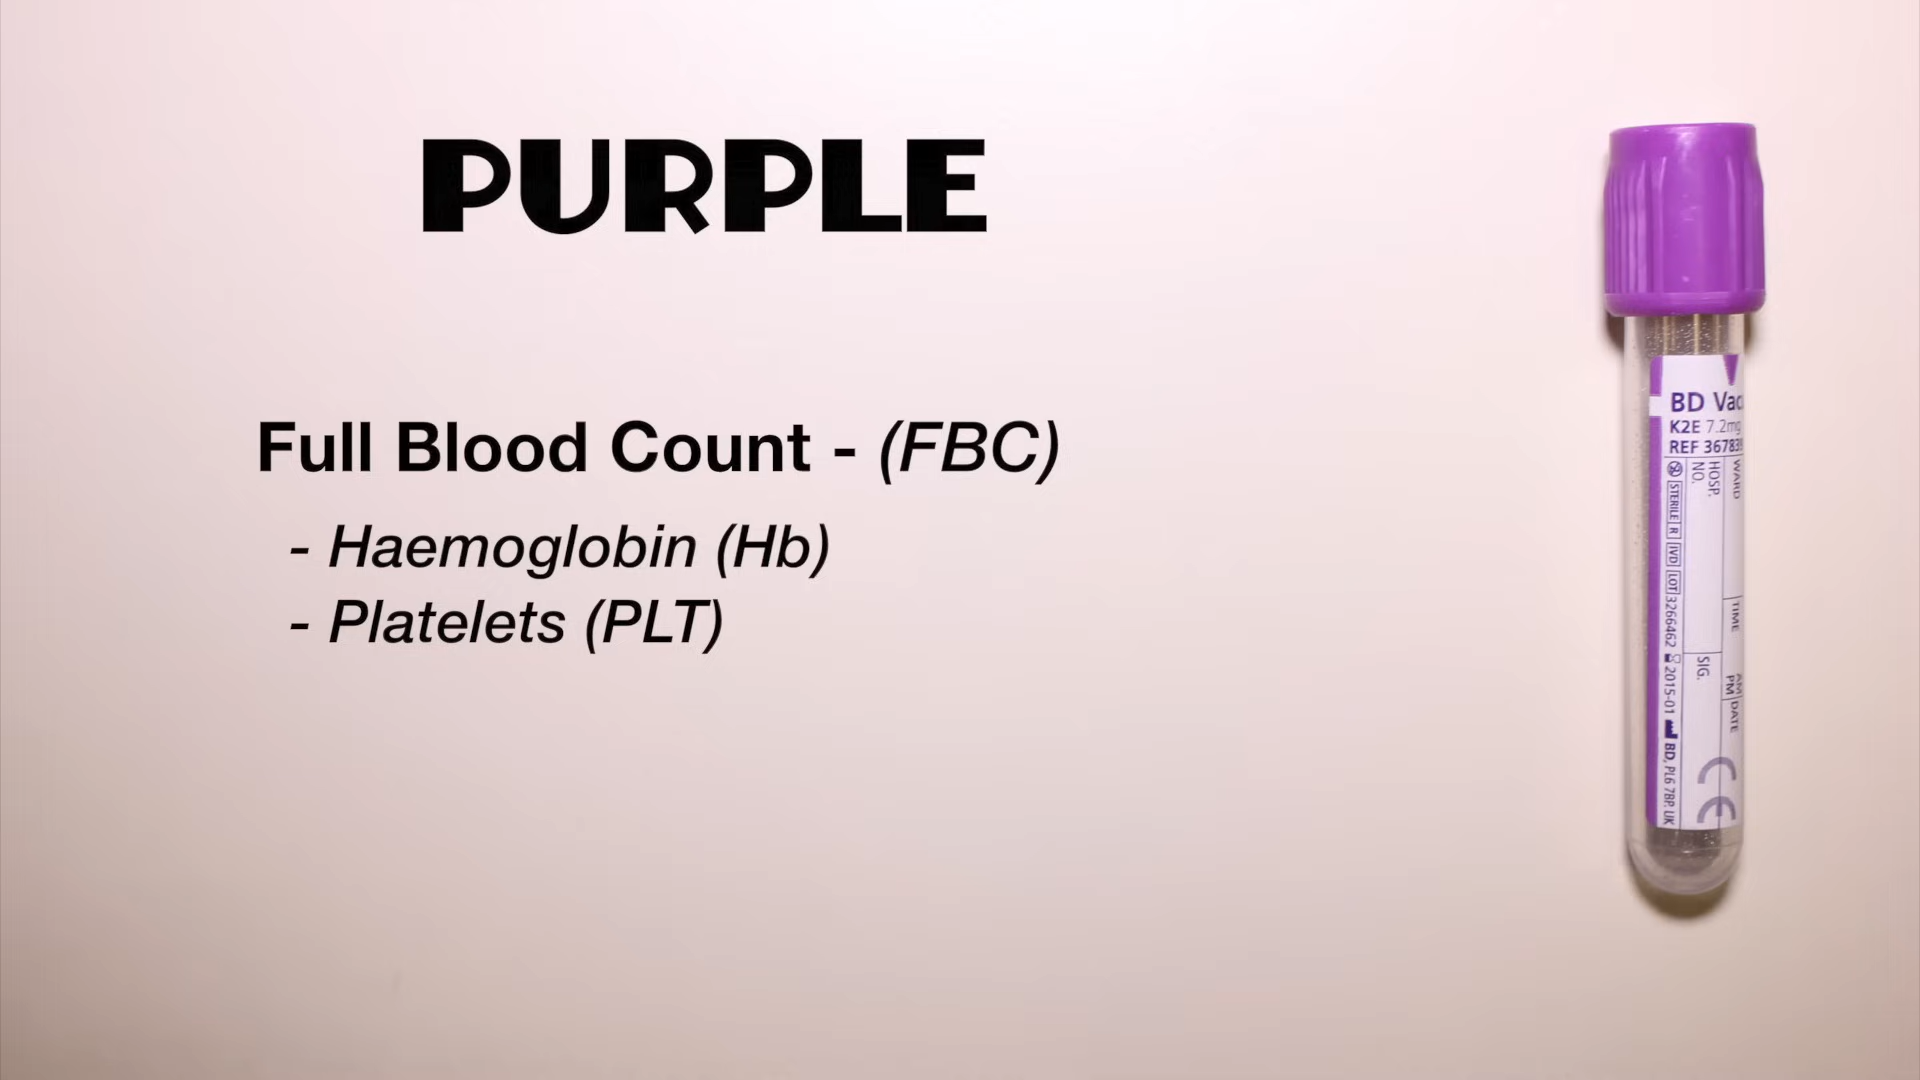 PURPLE
Full Blood Count - (FBC)
- Haemoglobin (Hb)
- Platelets (PLT)
BD Vac
K2E 7.2mg
REF 36783
WARD
HOSP. NO.
STERILE R IVD LOT 3266462 2015-01 BD, PL6 7BP. UK
TIME
AM
PM
DATE
SIG.
CE